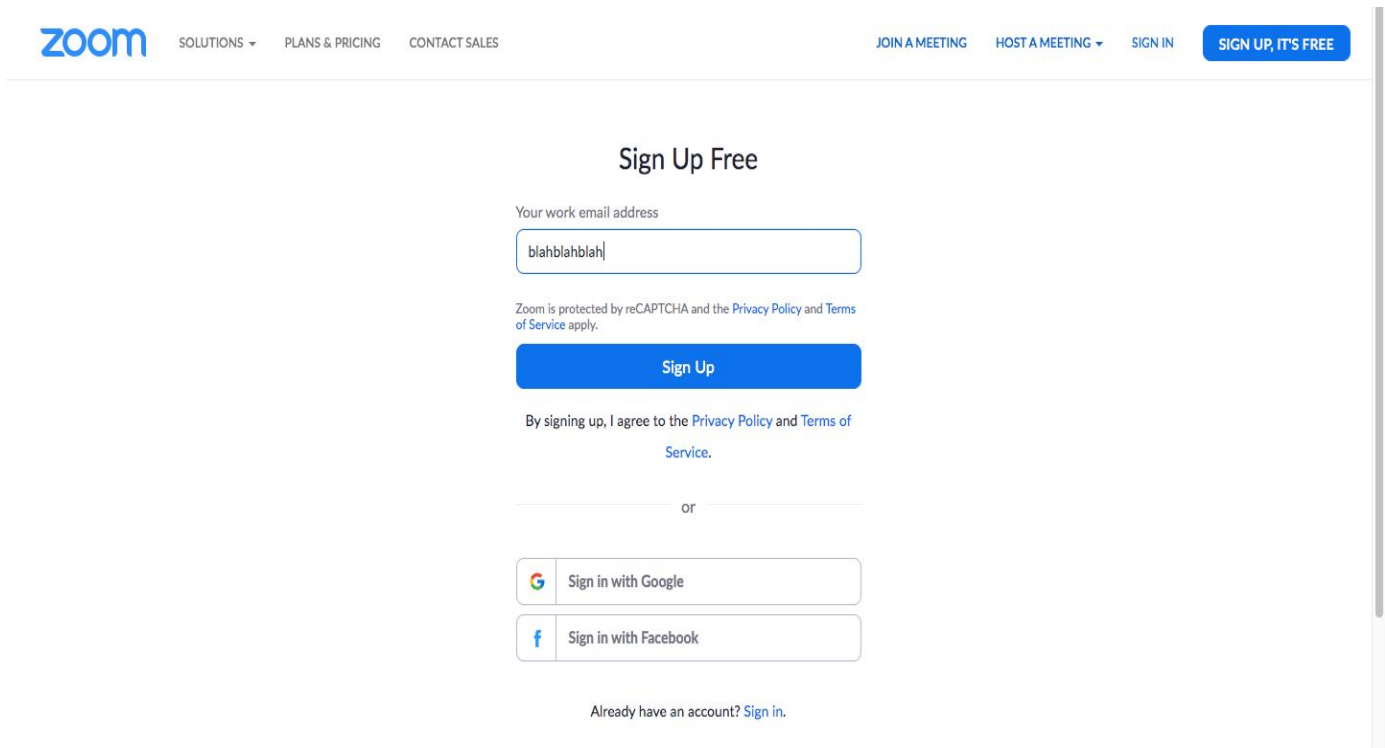 zoom SOLUTIONS PLANS & PRICING CONTACT SALES JOIN A MEETING HOST A MEETING SIGN IN SIGN UP, IT'S FREE
Sign Up Free
Your work email address
blahblahblah
Zoom is protected by reCAPTCHA and the Privacy Policy and Terms
of Service apply.
Sign Up
By signing up, I agree to the Privacy Policy and Terms of
Service.
or
G Sign in with Google
f Sign in with Facebook
Already have an account? Sign in.